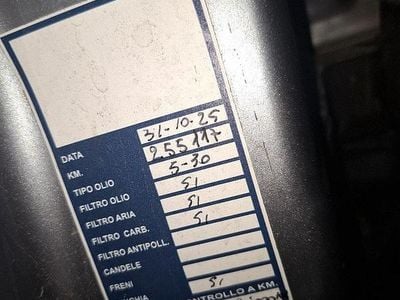 DATA 31-10-25
KM. 255117
TIPO OLIO 5-30
FILTRO OLIO si
FILTRO ARIA si
FILTRO CARB. si
FILTRO ANTIPOLL.
CANDELE
FRENI
si
CONTROLLO A KM.